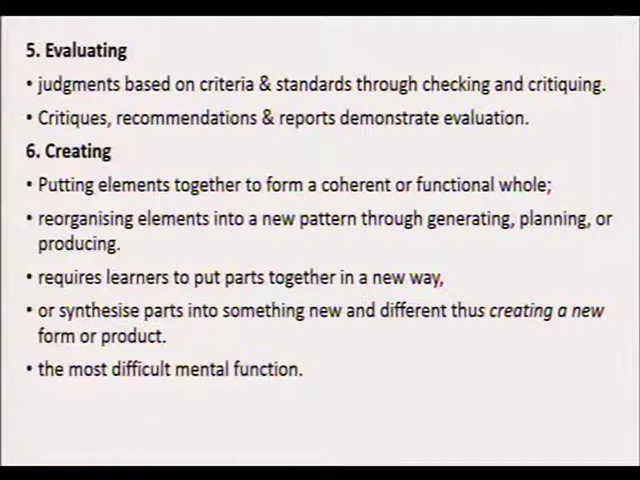 5. Evaluating
• judgments based on criteria & standards through checking and critiquing.
• Critiques, recommendations & reports demonstrate evaluation.
6. Creating
• Putting elements together to form a coherent or functional whole;
• reorganising elements into a new pattern through generating, planning, or
producing.
• requires learners to put parts together in a new way,
• or synthesise parts into something new and different thus creating a new
form or product.
• the most difficult mental function.